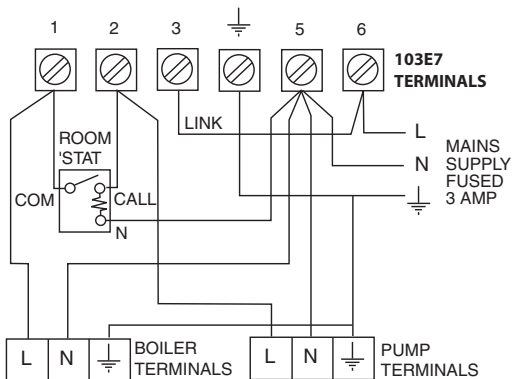 1 2 3 5 6
103E7
TERMINALS
LINK
ROOM
'STAT
COM
CALL
N
L
N
MAINS
SUPPLY
FUSED
3 AMP
L N
BOILER
TERMINALS
L N
PUMP
TERMINALS